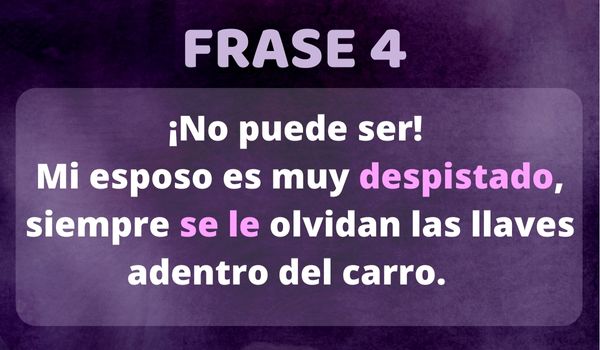 FRASE 4
¡No puede ser!
Mi esposo es muy despistado,
siempre se le olvidan las llaves
adentro del carro.